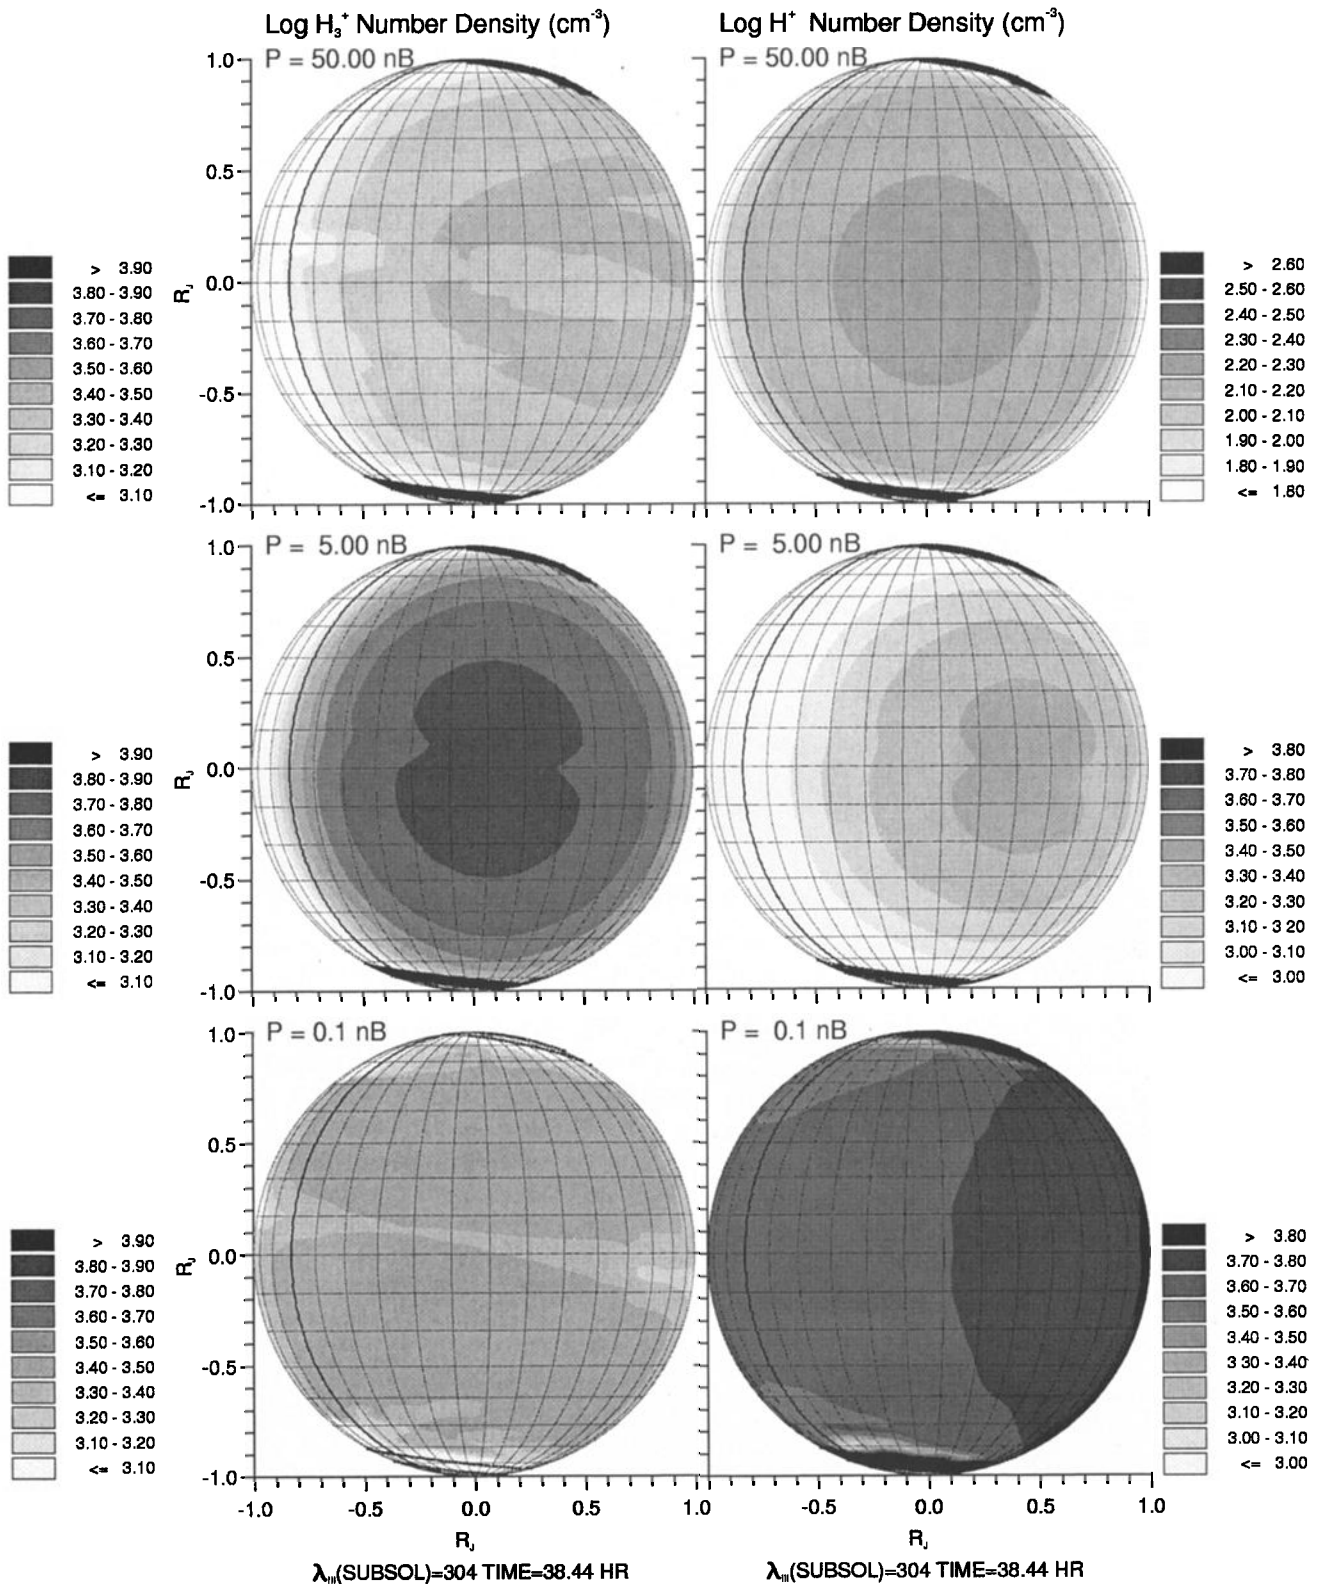 Log H₃⁺ Number Density (cm⁻³)
Log H⁺ Number Density (cm⁻³)
P = 50.00 nB
P = 50.00 nB
1.0
0.5
0.0
-0.5
-1.0
R_J
> 3.90
3.80 - 3.90
3.70 - 3.80
3.60 - 3.70
3.50 - 3.60
3.40 - 3.50
3.30 - 3.40
3.20 - 3.30
3.10 - 3.20
<= 3.10
> 2.60
2.50 - 2.60
2.40 - 2.50
2.30 - 2.40
2.20 - 2.30
2.10 - 2.20
2.00 - 2.10
1.90 - 2.00
1.80 - 1.90
<= 1.80
P = 5.00 nB
P = 5.00 nB
1.0
0.5
0.0
-0.5
-1.0
R_J
> 3.90
3.80 - 3.90
3.70 - 3.80
3.60 - 3.70
3.50 - 3.60
3.40 - 3.50
3.30 - 3.40
3.20 - 3.30
3.10 - 3.20
<= 3.10
> 3.80
3.70 - 3.80
3.60 - 3.70
3.50 - 3.60
3.40 - 3.50
3.30 - 3.40
3.20 - 3.30
3.10 - 3 20
3.00 - 3.10
<= 3.00
P = 0.1 nB
P = 0.1 nB
1.0
0.5
0.0
-0.5
-1.0
R_J
> 3.90
3.80 - 3.90
3.70 - 3.80
3.60 - 3.70
3.50 - 3.60
3.40 - 3.50
3.30 - 3.40
3.20 - 3.30
3.10 - 3.20
<= 3.10
> 3.80
3.70 - 3.80
3.60 - 3.70
3.50 - 3.60
3.40 - 3.50
3 30 - 3.40
3.20 - 3.30
3.10 - 3.20
3.00 - 3.10
<= 3.00
-1.0 -0.5 0.0 0.5 1.0
-0.5 0.0 0.5 1.0
R_J
R_J
λ_III(SUBSOL)=304 TIME=38.44 HR
λ_III(SUBSOL)=304 TIME=38.44 HR